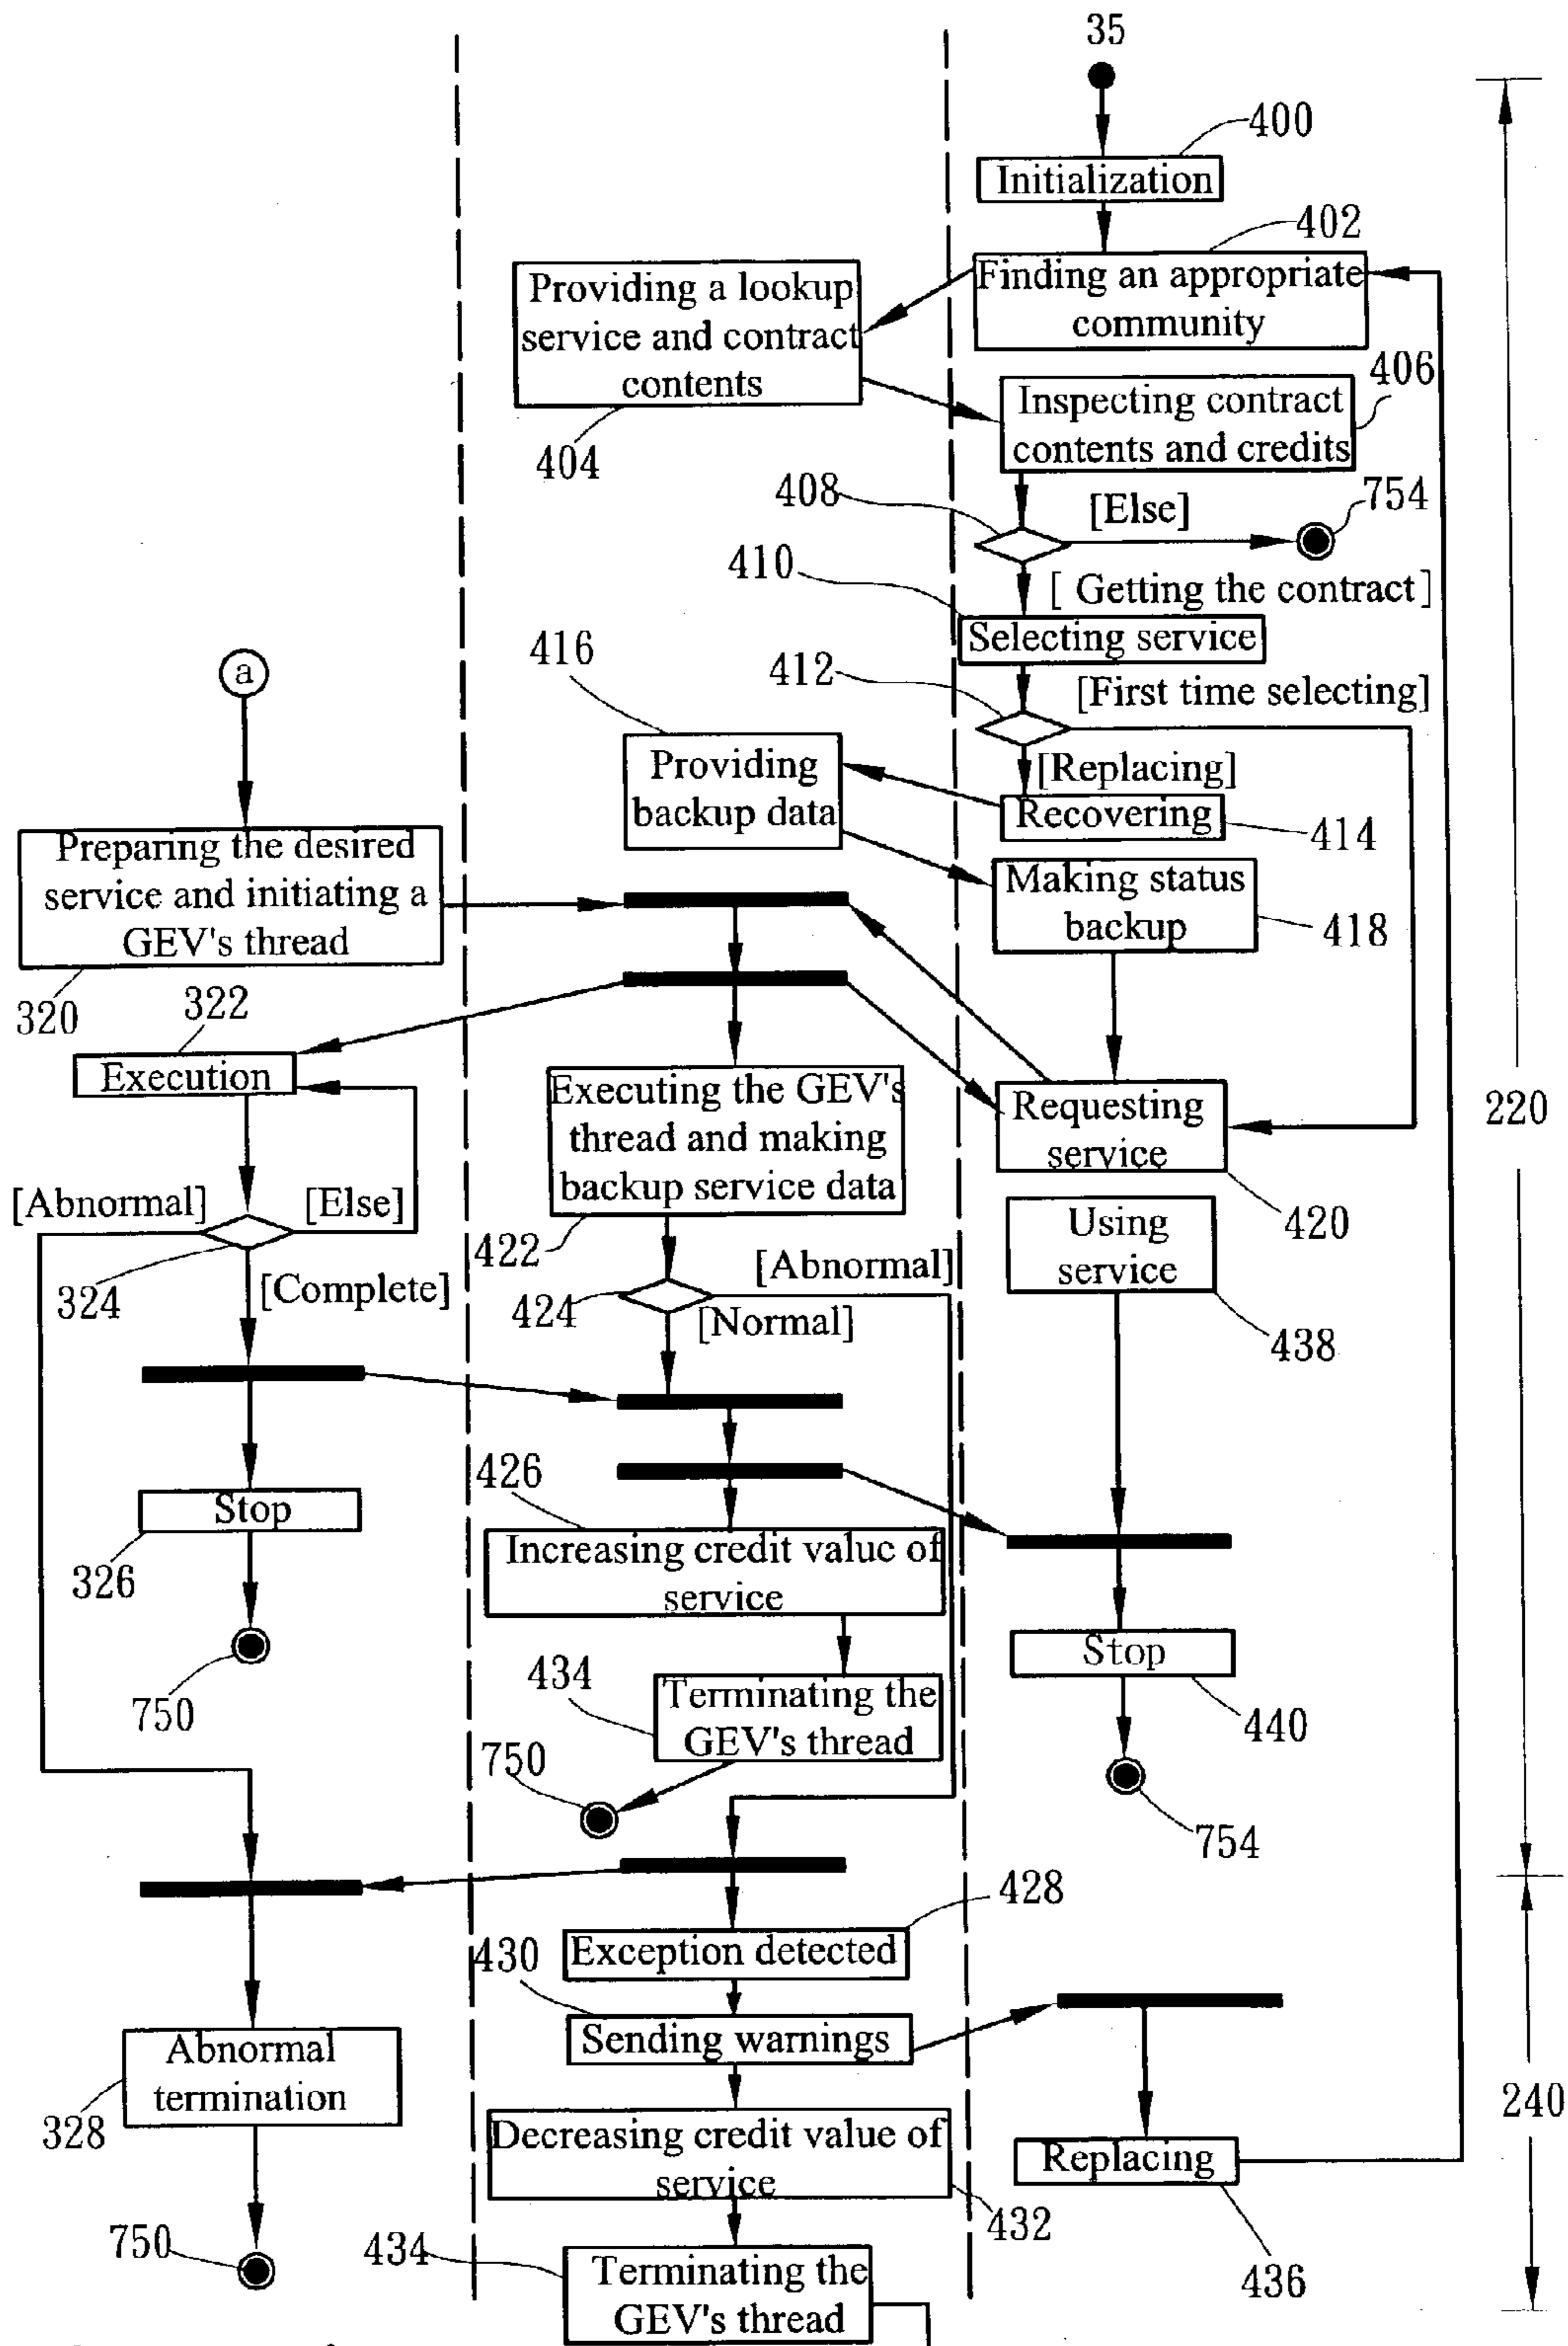 35
400
Initialization
402
Finding an appropriate
community
Providing a lookup
service and contract
contents
404
406
Inspecting contract
contents and credits
408
[Else]
754
410
[ Getting the contract]
Selecting service
416
412
[First time selecting]
a
Providing
backup data
[Replacing]
Recovering
414
Preparing the desired
service and initiating a
GEV's thread
320
Making status
backup
418
322
Execution
Executing the GEV's
thread and making
backup service data
422
Requesting
service
420
220
[Abnormal]
[Else]
324
[Complete]
424
[Abnormal]
[Normal]
Using
service
438
426
Stop
326
Increasing credit value of
service
750
434
Terminating the
GEV's thread
750
Stop
440
754
428
Exception detected
430
Sending warnings
Abnormal
termination
328
Decreasing credit value of
service
432
Replacing
436
240
750
434
Terminating the
GEV's thread